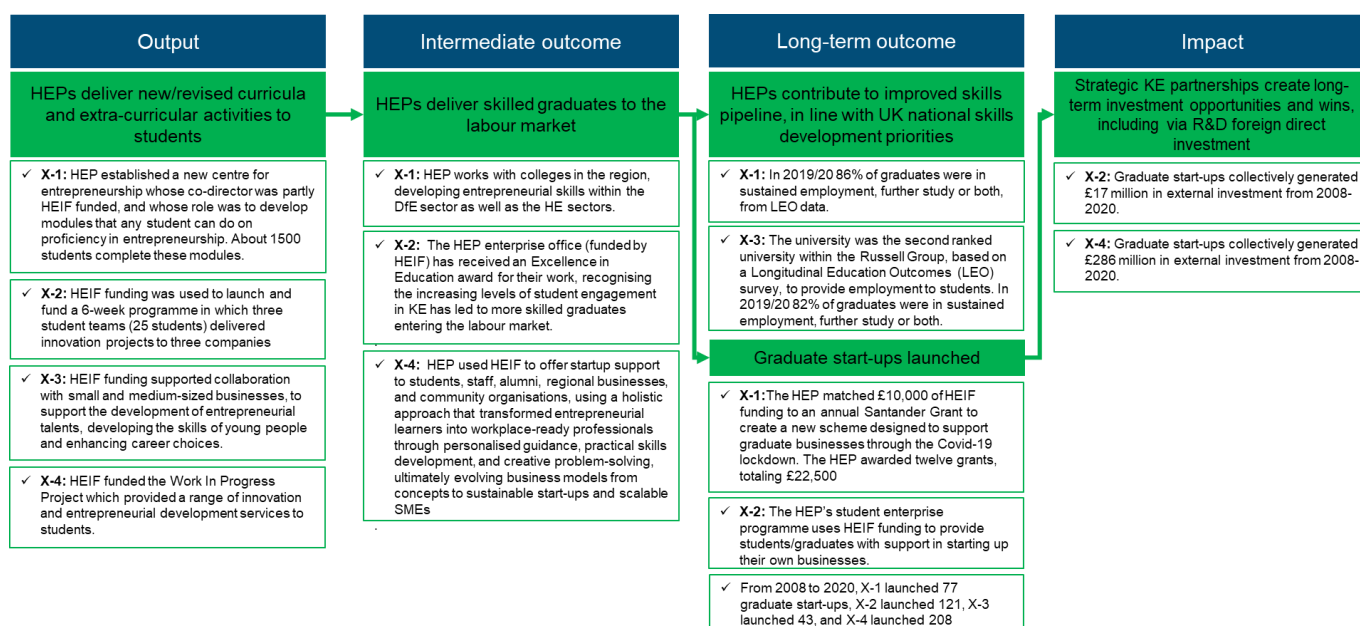 Output
HEPs deliver new/revised curricula
and extra-curricular activities to
students
✓ X-1: HEP established a new centre for
entrepreneurship whose co-director was partly
HEIF funded, and whose role was to develop
modules that any student can do on
proficiency in entrepreneurship. About 1500
students complete these modules.
✓ X-2: HEIF funding was used to launch and
fund a 6-week programme in which three
student teams (25 students) delivered
innovation projects to three companies
✓ X-3: HEIF funding supported collaboration
with small and medium-sized businesses, to
support the development of entrepreneurial
talents, developing the skills of young people
and enhancing career choices.
✓ X-4: HEIF funded the Work In Progress
Project which provided a range of innovation
and entrepreneurial development services to
students.
Intermediate outcome
HEPs deliver skilled graduates to the
labour market
✓ X-1: HEP works with colleges in the region,
developing entrepreneurial skills within the
DfE sector as well as the HE sectors.
✓ X-2: The HEP enterprise office (funded by
HEIF) has received an Excellence in
Education award for their work, recognising
the increasing levels of student engagement
in KE has led to more skilled graduates
entering the labour market.
.
✓ X-4: HEP used HEIF to offer startup support
to students, staff, alumni, regional businesses,
and community organisations, using a holistic
approach that transformed entrepreneurial
learners into workplace-ready professionals
through personalised guidance, practical skills
development, and creative problem-solving,
ultimately evolving business models from
concepts to sustainable start-ups and scalable
SMEs
.
Long-term outcome
HEPs contribute to improved skills
pipeline, in line with UK national skills
development priorities
✓ X-1: In 2019/20 86% of graduates were in
sustained employment, further study or both,
from LEO data.
✓ X-3: The university was the second ranked
university within the Russell Group, based on
a Longitudinal Education Outcomes (LEO)
survey, to provide employment to students. In
2019/20 82% of graduates were in sustained
employment, further study or both.
Graduate start-ups launched
✓ X-1:The HEP matched £10,000 of HEIF
funding to an annual Santander Grant to
create a new scheme designed to support
graduate businesses through the Covid-19
lockdown. The HEP awarded twelve grants,
totaling £22,500
✓ X-2: The HEP's student enterprise
programme uses HEIF funding to provide
students/graduates with support in starting up
their own businesses.
✓ From 2008 to 2020, X-1 launched 77
graduate start-ups, X-2 launched 121, X-3
launched 43, and X-4 launched 208
Impact
Strategic KE partnerships create long-
term investment opportunities and wins,
including via R&D foreign direct
investment
✓ X-2: Graduate start-ups collectively generated
£17 million in external investment from 2008-
2020.
✓ X-4: Graduate start-ups collectively generated
£286 million in external investment from 2008-
2020.